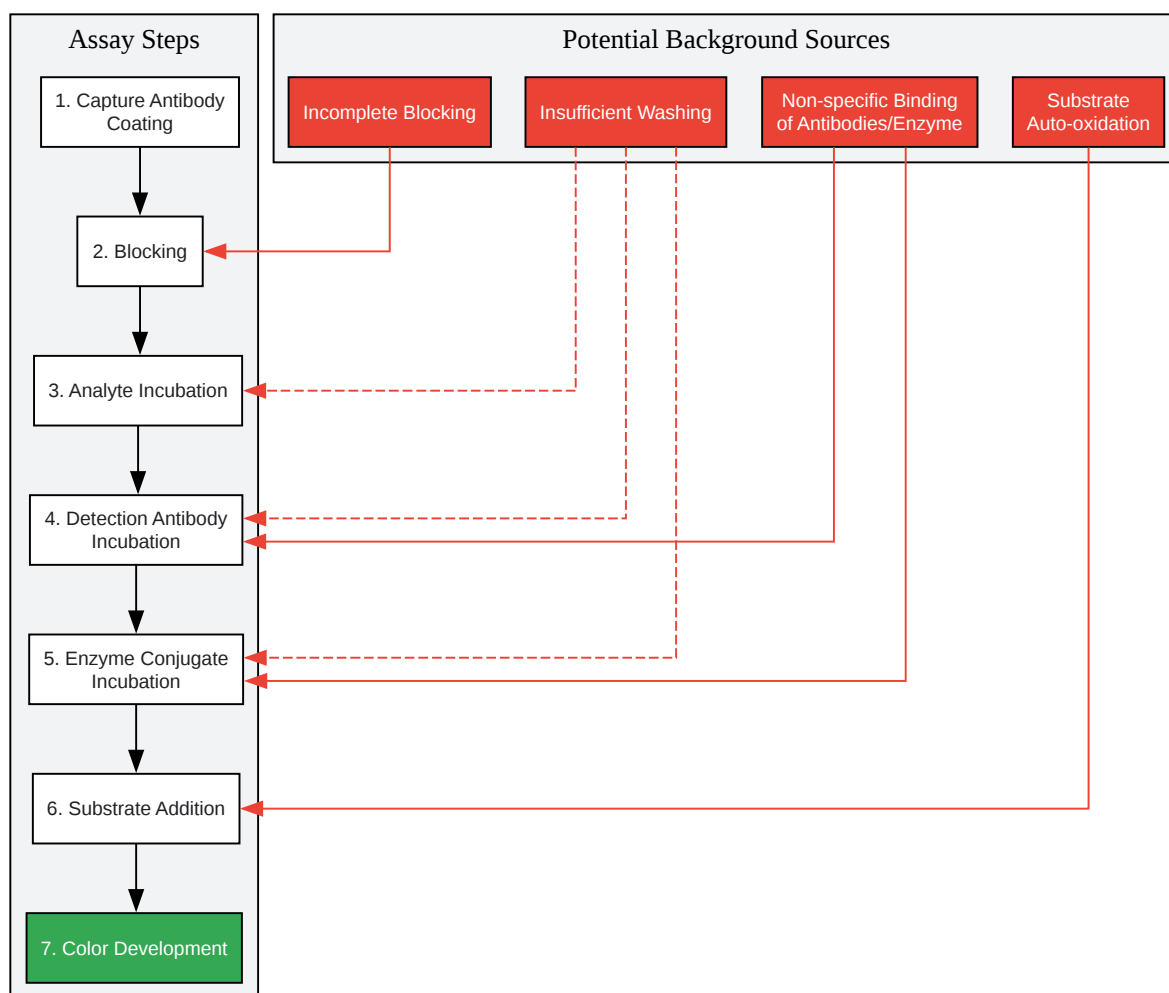 Assay Steps
1. Capture Antibody
Coating
2. Blocking
3. Analyte Incubation
4. Detection Antibody
Incubation
5. Enzyme Conjugate
Incubation
6. Substrate Addition
7. Color Development
Potential Background Sources
Incomplete Blocking
Insufficient Washing
Non-specific Binding
of Antibodies/Enzyme
Substrate
Auto-oxidation